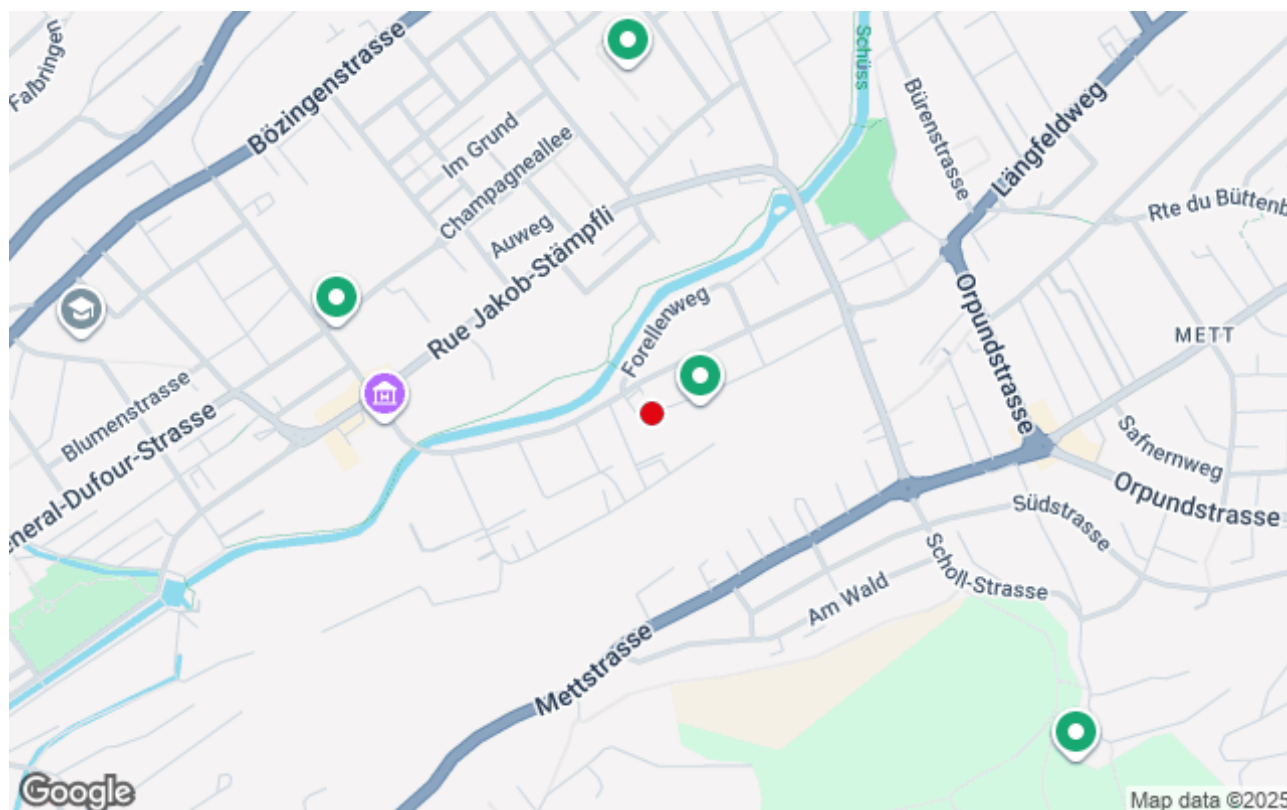 Falbringen
Bözingenstrasse
Schüss
Bürenstrasse
Längfeldweg
Im Grund
Champagneallee
Auweg
Rue Jakob-Stämpfli
Rte du Büttenb
Orpundstrasse
Forellenweg
METT
Blumenstrasse
eneral-Dufour-Strasse
Safnernweg
Orpundstrasse
Südstrasse
Scholl-Strasse
Am Wald
Mettstrasse
Google
Map data ©2025